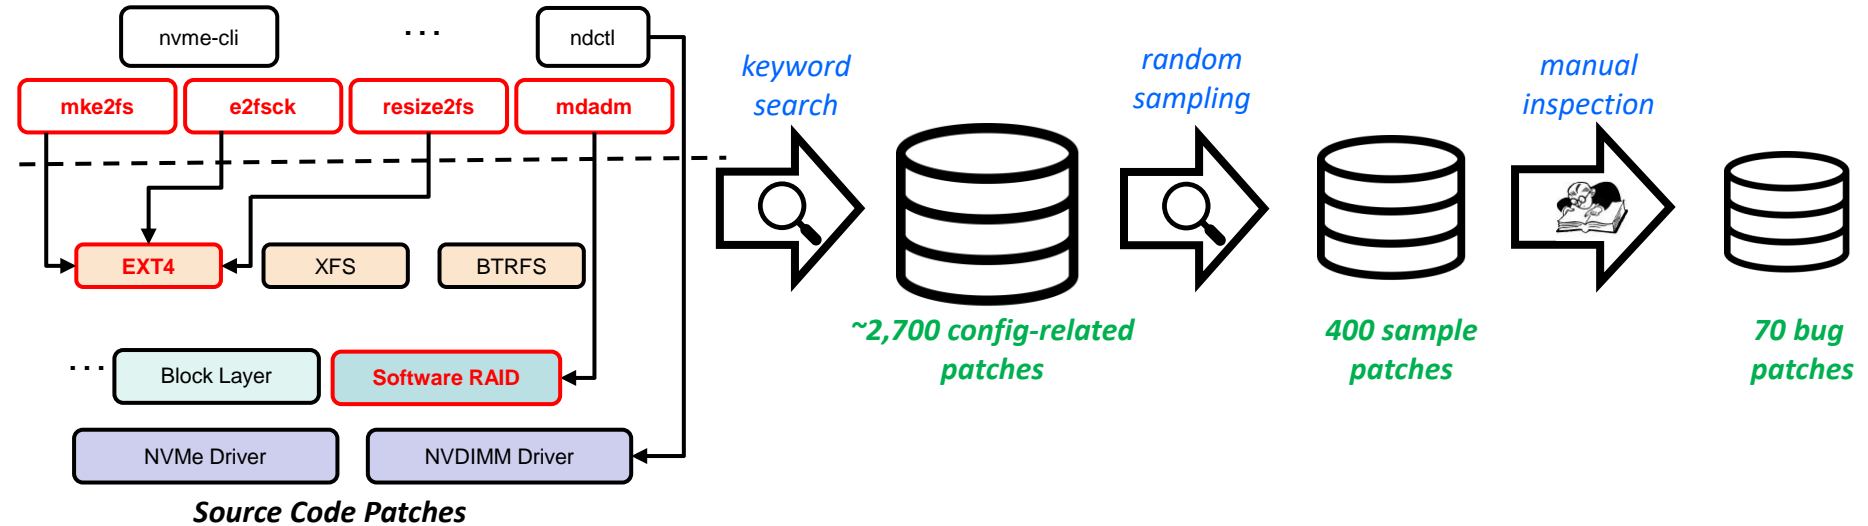 nvme-cli
...
ndctl
mke2fs
e2fsck
resize2fs
mdadm
EXT4
XFS
BTRFS
...
Block Layer
Software RAID
NVMe Driver
NVDIMM Driver
Source Code Patches
keyword
search
~2,700 config-related
patches
random
sampling
400 sample
patches
manual
inspection
70 bug
patches